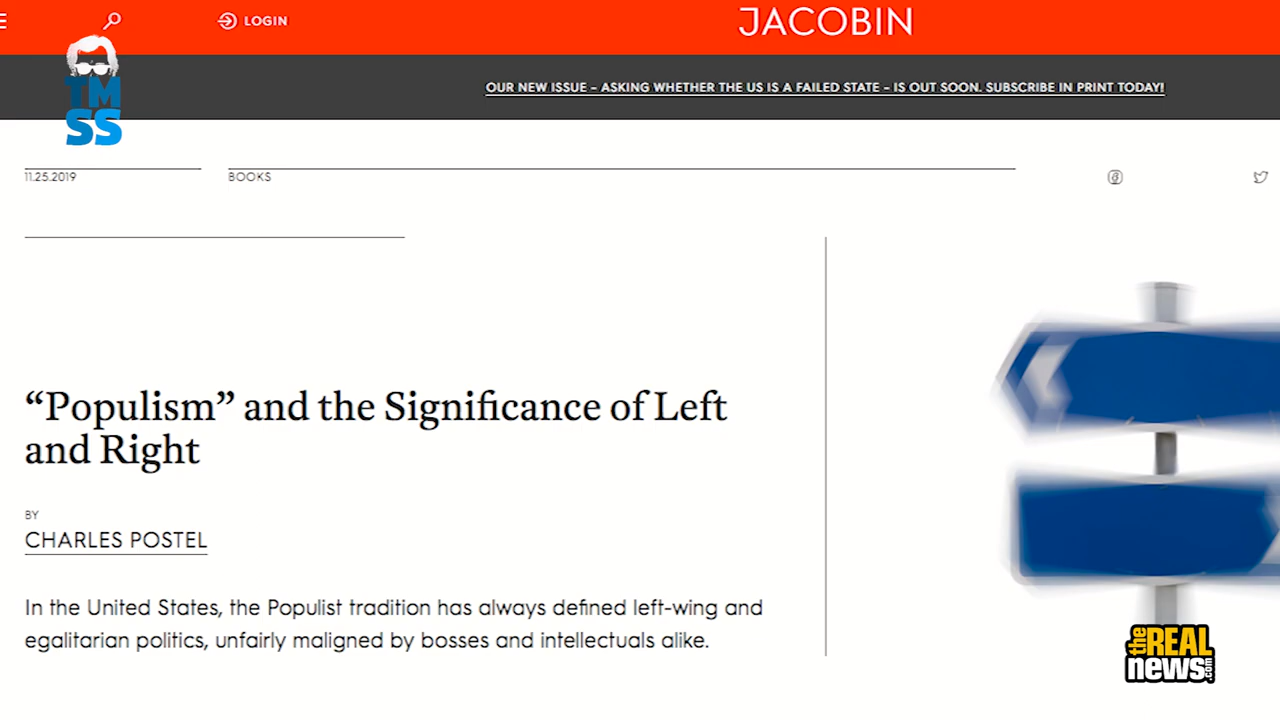 LOGIN
JACOBIN
TM
SS
OUR NEW ISSUE – ASKING WHETHER THE US IS A FAILED STATE – IS OUT SOON. SUBSCRIBE IN PRINT TODAY!
11.25.2019
BOOKS
“Populism” and the Significance of Left
and Right
BY
CHARLES POSTEL
In the United States, the Populist tradition has always defined left-wing and
egalitarian politics, unfairly maligned by bosses and intellectuals alike.
the REAL
news.com